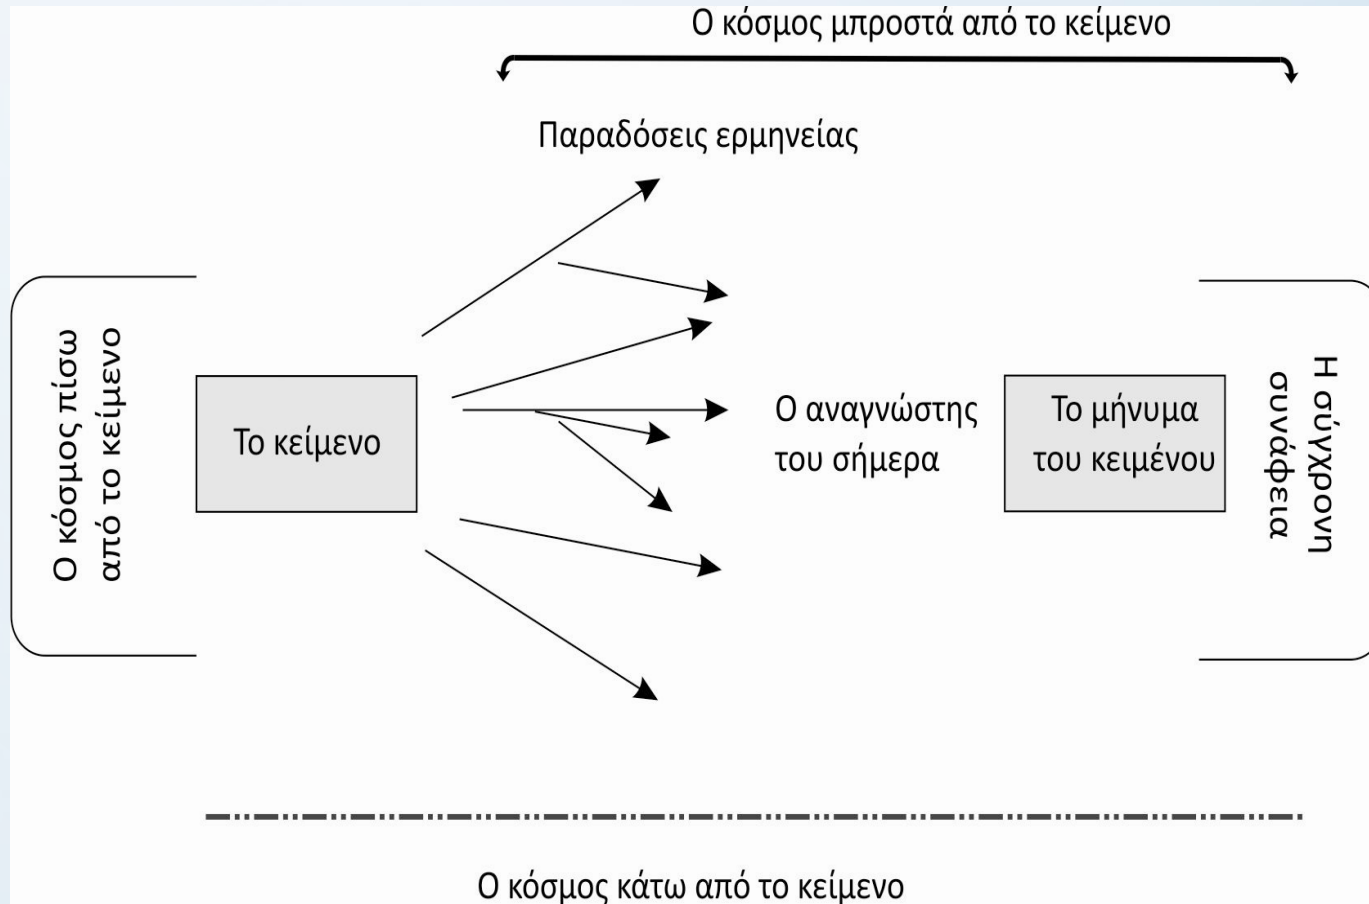 Ο κόσμος μπροστά από το κείμενο
Παραδόσεις ερμηνείας
Ο κόσμος πίσω
από το κείμενο
Το κείμενο
Ο αναγνώστης
του σήμερα
Το μήνυμα
του κειμένου
Η σύγχρονη
συνάφεια
Ο κόσμος κάτω από το κείμενο